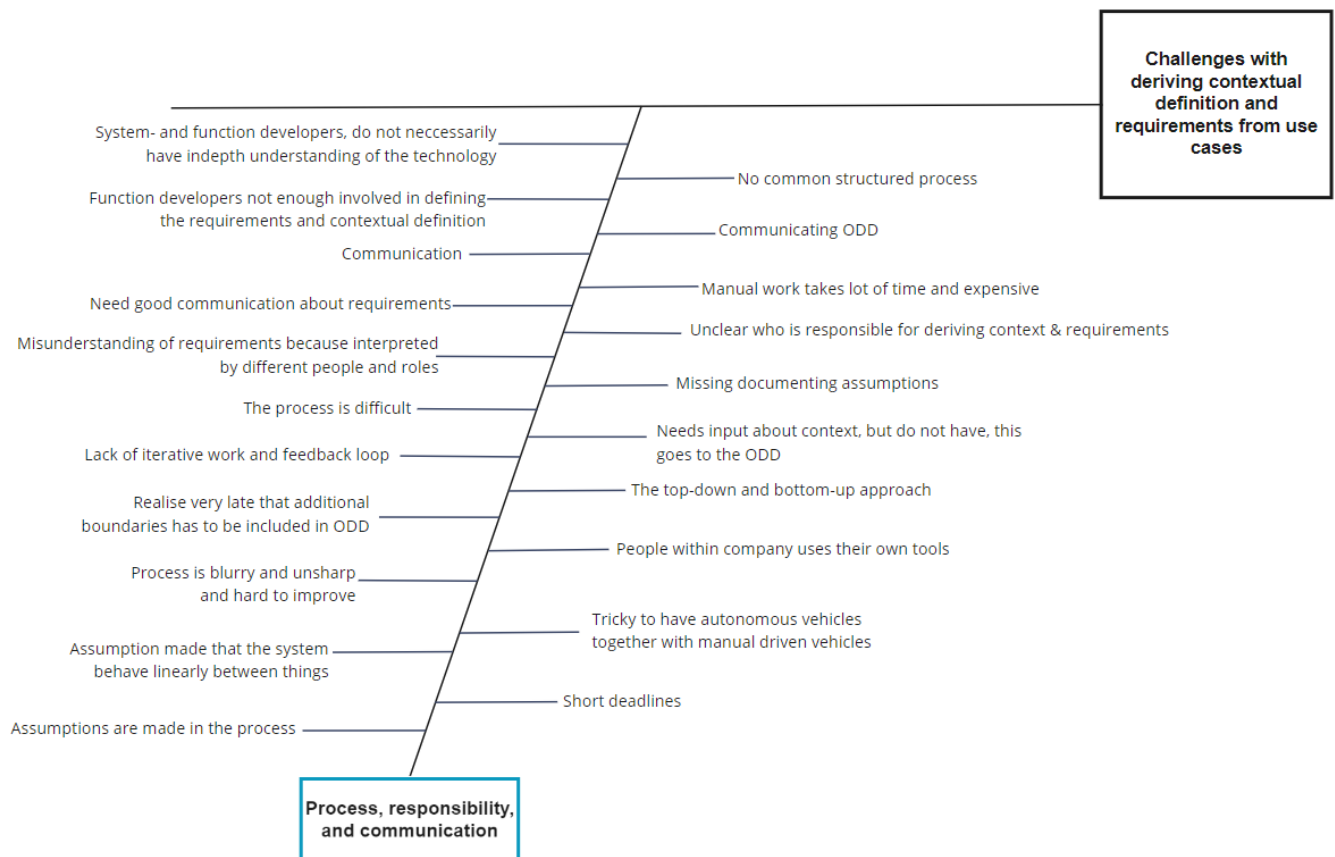 Challenges with
deriving contextual
definition and
requirements from use
cases
System- and function developers, do not neccessarily
have indepth understanding of the technology
No common structured process
Function developers not enough involved in defining
the requirements and contextual definition
Communicating ODD
Communication
Manual work takes lot of time and expensive
Need good communication about requirements
Unclear who is responsible for deriving context & requirements
Misunderstanding of requirements because interpreted
by different people and roles
Missing documenting assumptions
The process is difficult
Needs input about context, but do not have, this
goes to the ODD
Lack of iterative work and feedback loop
The top-down and bottom-up approach
Realise very late that additional
boundaries has to be included in ODD
People within company uses their own tools
Process is blurry and unsharp
and hard to improve
Tricky to have autonomous vehicles
together with manual driven vehicles
Assumption made that the system
behave linearly between things
Short deadlines
Assumptions are made in the process
Process, responsibility,
and communication